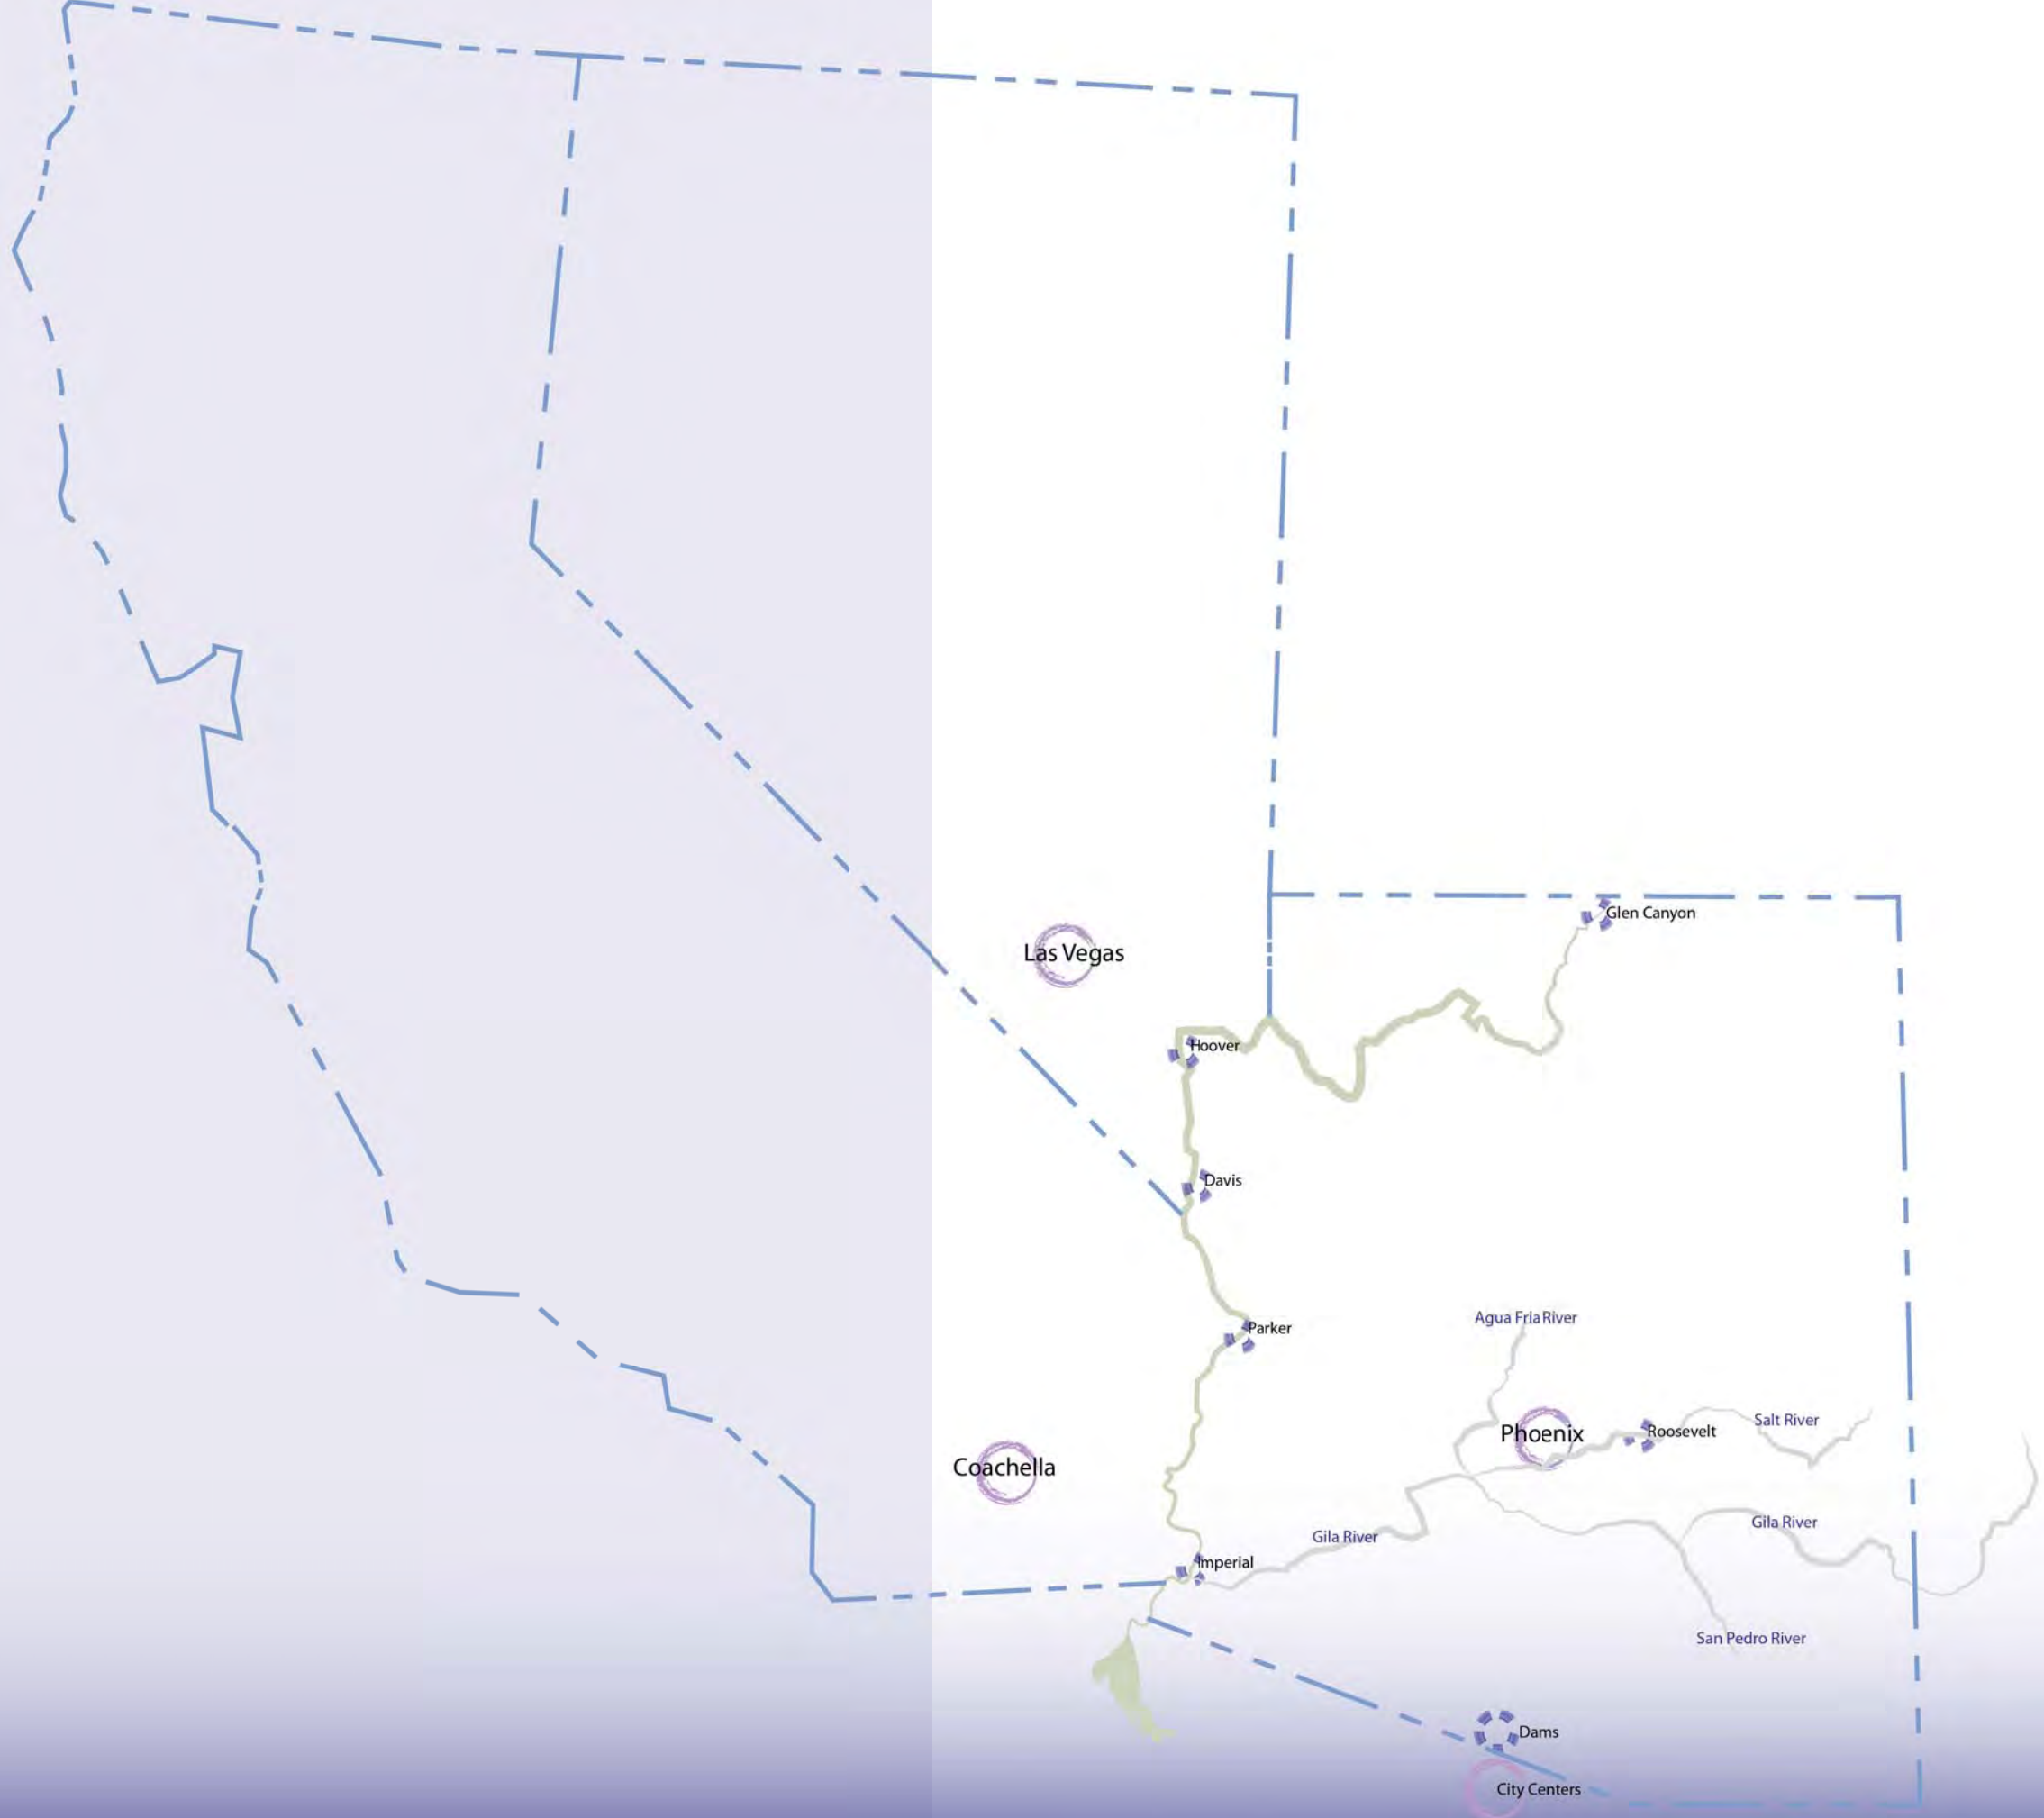 Glen Canyon
Las Vegas
Hoover
Davis
Agua Fria River
Parker
Salt River
Phoenix
Roosevelt
Coachella
Gila River
Gila River
Imperial
San Pedro River
Dams
City Centers